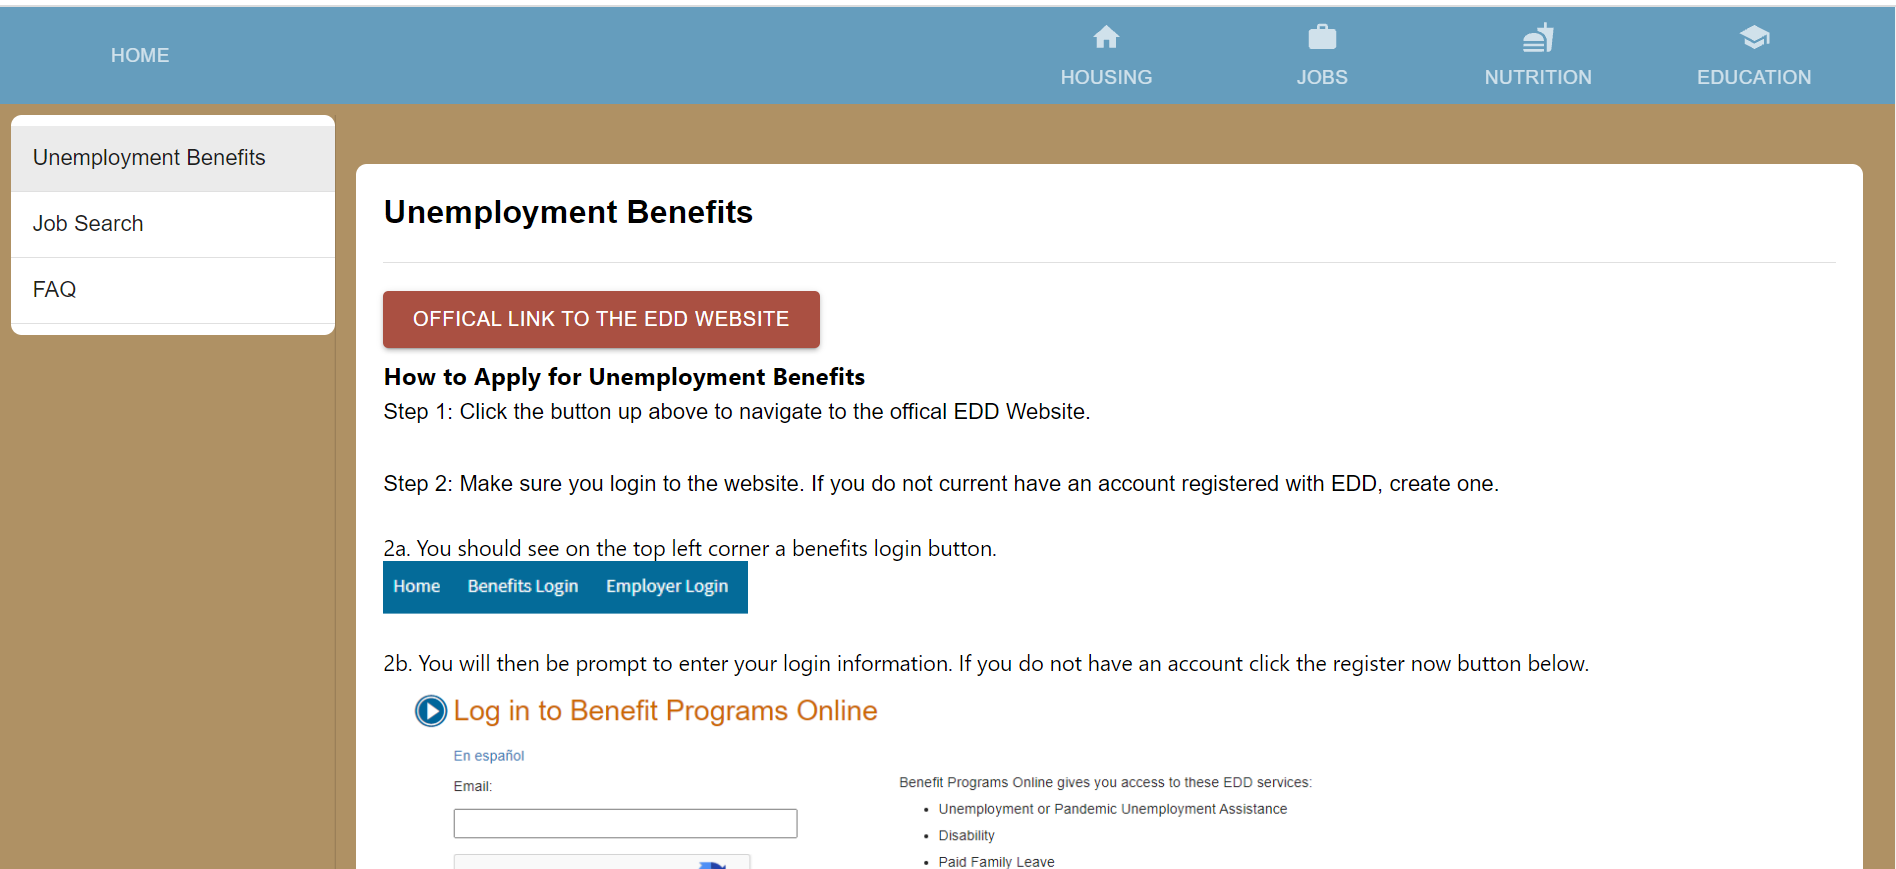 HOME
HOUSING
JOBS
NUTRITION
EDUCATION
Unemployment Benefits
Job Search
FAQ
Unemployment Benefits
OFFICAL LINK TO THE EDD WEBSITE
How to Apply for Unemployment Benefits
Step 1: Click the button up above to navigate to the offical EDD Website.
Step 2: Make sure you login to the website. If you do not current have an account registered with EDD, create one.
2a. You should see on the top left corner a benefits login button.
Home Benefits Login Employer Login
2b. You will then be prompt to enter your login information. If you do not have an account click the register now button below.
Log in to Benefit Programs Online
En español
Email:
Benefit Programs Online gives you access to these EDD services:
• Unemployment or Pandemic Unemployment Assistance
• Disability
• Paid Family Leave